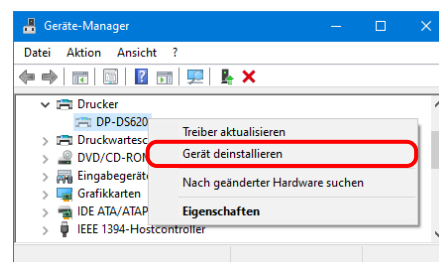 Geräte-Manager
Datei Aktion Ansicht ?
Drucker
DP-DS620
Druckwartesc
DVD/CD-RO
Eingabegerät
Grafikkarten
IDE ATA/ATAP
IEEE 1394-Hostcontroller
Treiber aktualisieren
Gerät deinstallieren
Nach geänderter Hardware suchen
Eigenschaften